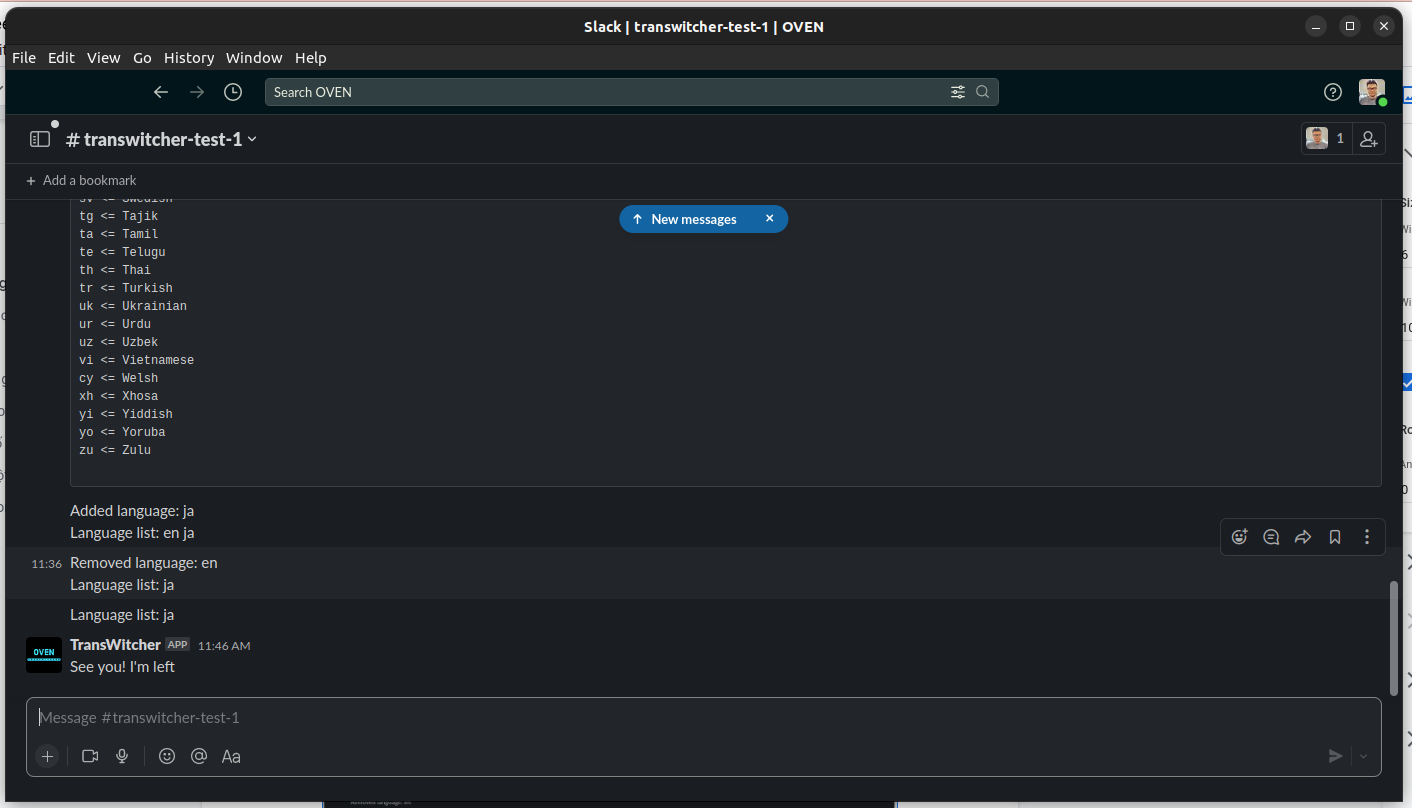 Slack | transwitcher-test-1 | OVEN
File Edit View Go History Window Help
Search OVEN
# transwitcher-test-1
1
+ Add a bookmark
New messages
sv <= Swedish
tg <= Tajik
ta <= Tamil
te <= Telugu
th <= Thai
tr <= Turkish
uk <= Ukrainian
ur <= Urdu
uz <= Uzbek
vi <= Vietnamese
cy <= Welsh
xh <= Xhosa
yi <= Yiddish
yo <= Yoruba
zu <= Zulu
Added language: ja
Language list: en ja
11:36 Removed language: en
Language list: ja
Language list: ja
OVEN
TransWitcher APP 11:46 AM
See you! I'm left
Message #transwitcher-test-1
Aa